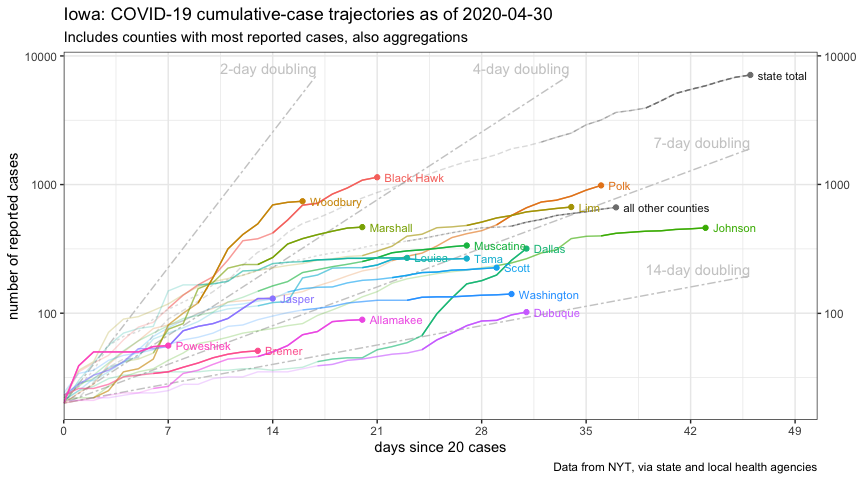 Iowa: COVID-19 cumulative-case trajectories as of 2020-04-30
Includes counties with most reported cases, also aggregations
10000
2-day doubling
4-day doubling
10000
state total
7-day doubling
1000
Black Hawk
Polk
1000
Woodbury
Linn
all other counties
Marshall
Johnson
Muscatine
Dallas
Louisa
Tama
Scott
14-day doubling
Jasper
Washington
100
Allamakee
Dubuque
100
Poweshiek
Bremer
number of reported cases
0
7
14
21
28
35
42
49
days since 20 cases
Data from NYT, via state and local health agencies